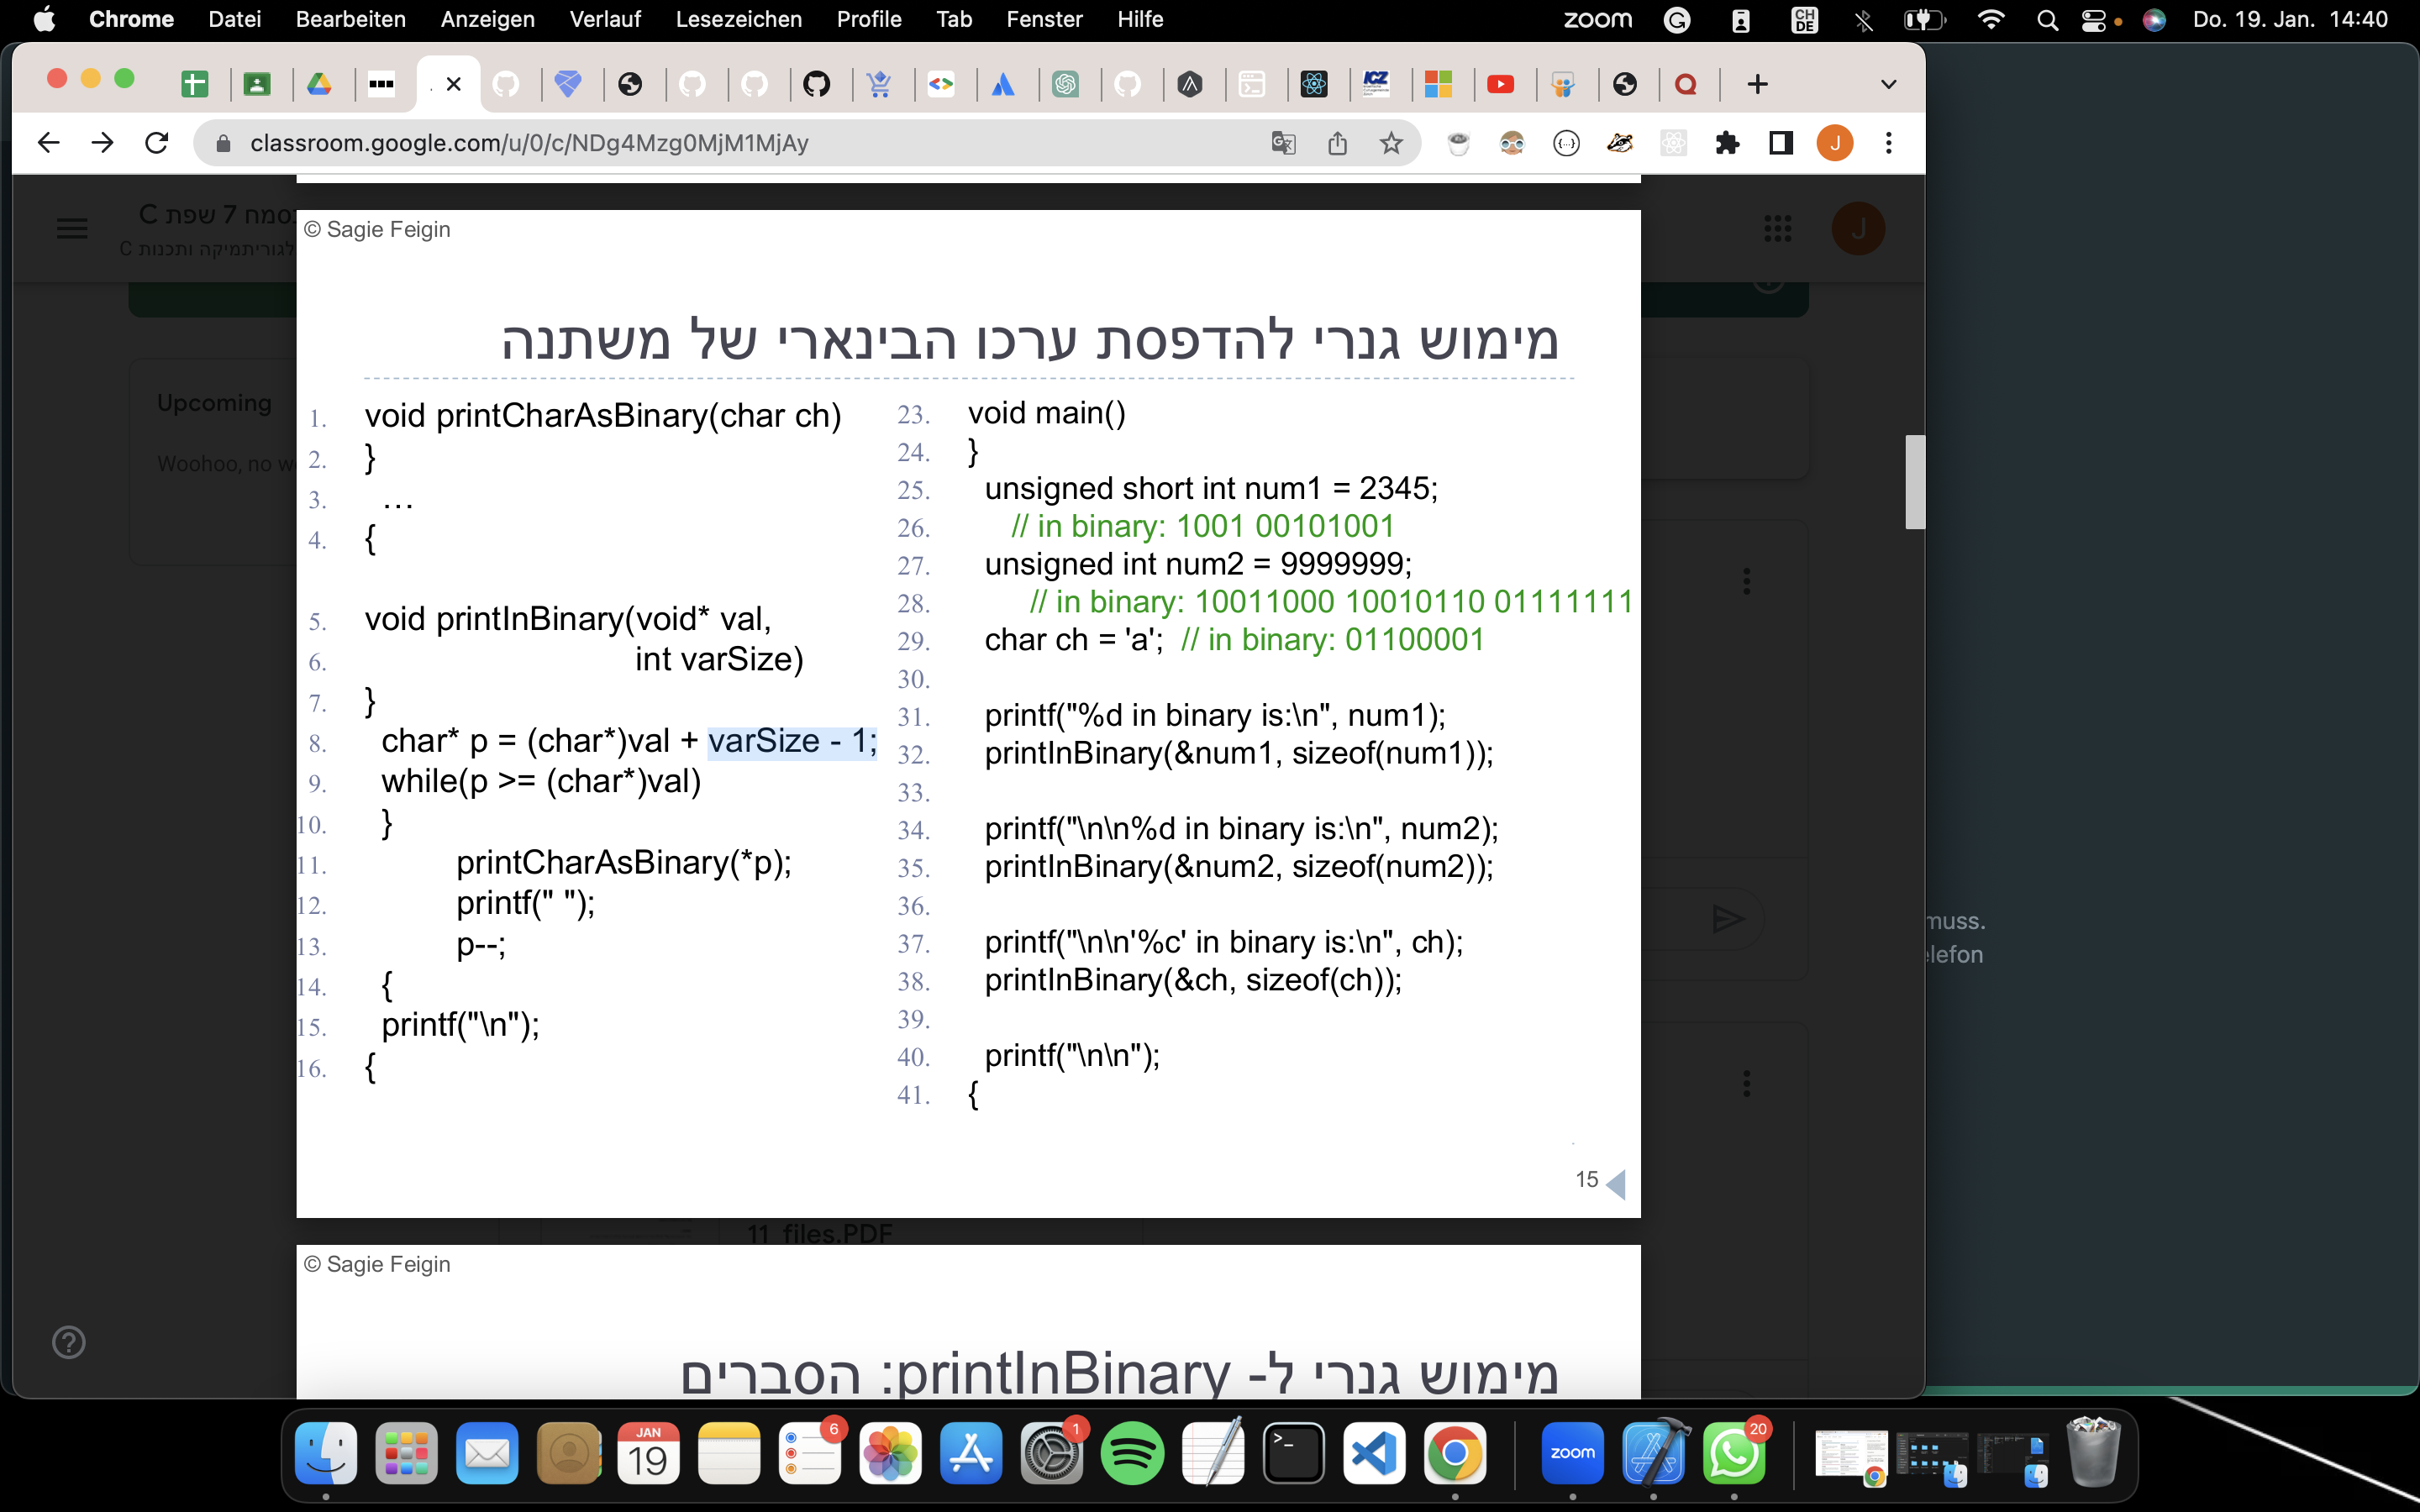 Chrome Datei Bearbeiten Anzeigen Verlauf Lesezeichen Profile Tab Fenster Hilfe
zoom CH DE Do. 19. Jan. 14:40
classroom.google.com/u/0/c/NDg4Mzg0MjM1MjAy
J
שפת C
ותכנות C
J
Upcoming
Woohoo, no w
© Sagie Feigin
מימוש גנרי להדפסת ערכו הבינארי של משתנה
1. void printCharAsBinary(char ch)
2. }
3. …
4. {
5. void printInBinary(void* val,
6. int varSize)
7. }
8. char* p = (char*)val + varSize - 1;
9. while(p >= (char*)val)
10. }
11. printCharAsBinary(*p);
12. printf(" ");
13. p--;
14. {
15. printf("\n");
16. {
23. void main()
24. }
25. unsigned short int num1 = 2345;
26. // in binary: 1001 00101001
27. unsigned int num2 = 9999999;
28. // in binary: 10011000 10010110 01111111
29. char ch = 'a'; // in binary: 01100001
30.
31. printf("%d in binary is:\n", num1);
32. printInBinary(&num1, sizeof(num1));
33.
34. printf("\n\n%d in binary is:\n", num2);
35. printInBinary(&num2, sizeof(num2));
36.
37. printf("\n\n'%c' in binary is:\n", ch);
38. printInBinary(&ch, sizeof(ch));
39.
40. printf("\n\n");
41. {
15
muss.
elefon
11_files.PDF
© Sagie Feigin
מימוש גנרי ל- printInBinary: הסברים
JAN
19
6
1
zoom
20